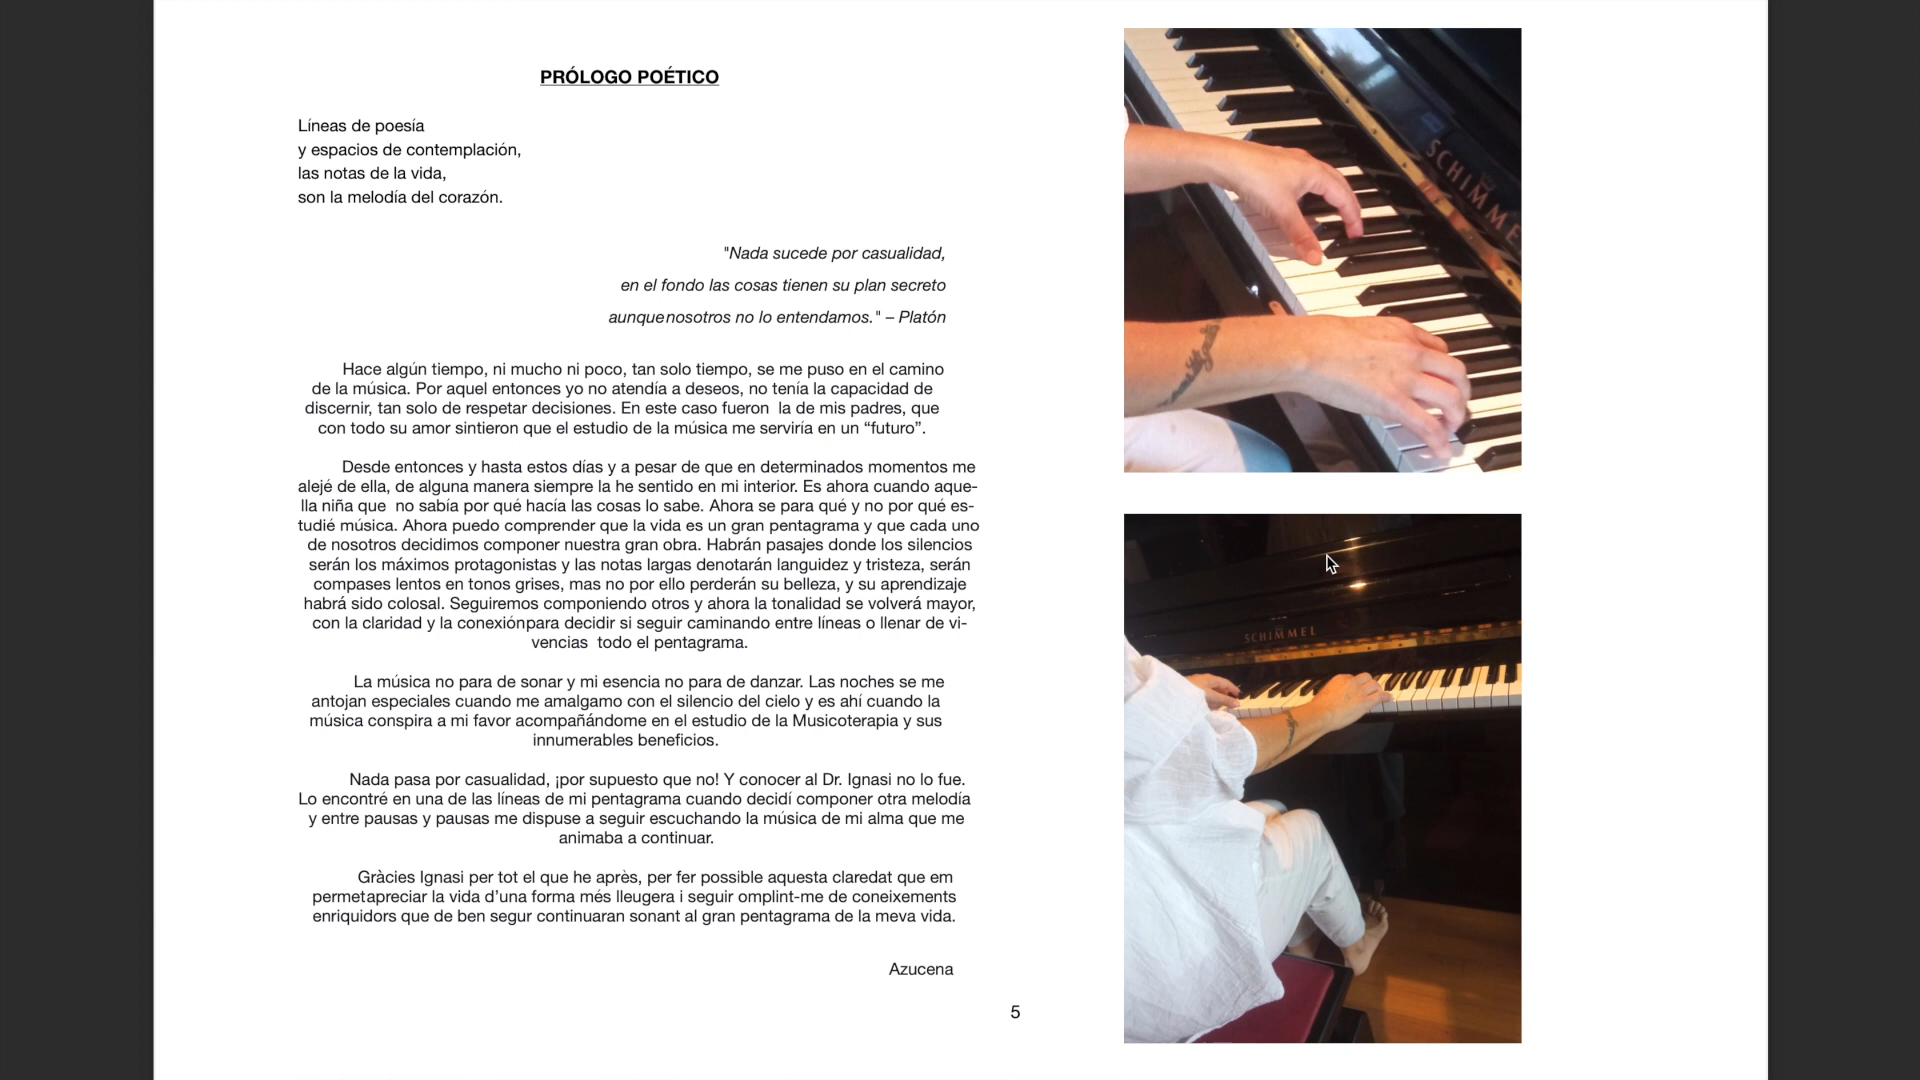 PRÓLOGO POÉTICO
Líneas de poesía
y espacios de contemplación,
las notas de la vida,
son la melodía del corazón.
"Nada sucede por casualidad,
en el fondo las cosas tienen su plan secreto
aunquenosotros no lo entendamos." – Platón
Hace algún tiempo, ni mucho ni poco, tan solo tiempo, se me puso en el camino
de la música. Por aquel entonces yo no atendía a deseos, no tenía la capacidad de
discernir, tan solo de respetar decisiones. En este caso fueron  la de mis padres, que
con todo su amor sintieron que el estudio de la música me serviría en un “futuro”.
Desde entonces y hasta estos días y a pesar de que en determinados momentos me
alejé de ella, de alguna manera siempre la he sentido en mi interior. Es ahora cuando aque-
lla niña que  no sabía por qué hacía las cosas lo sabe. Ahora se para qué y no por qué es-
tudié música. Ahora puedo comprender que la vida es un gran pentagrama y que cada uno
de nosotros decidimos componer nuestra gran obra. Habrán pasajes donde los silencios
serán los máximos protagonistas y las notas largas denotarán languidez y tristeza, serán
compases lentos en tonos grises, mas no por ello perderán su belleza, y su aprendizaje
habrá sido colosal. Seguiremos componiendo otros y ahora la tonalidad se volverá mayor,
con la claridad y la conexiónpara decidir si seguir caminando entre líneas o llenar de vi-
vencias  todo el pentagrama.
La música no para de sonar y mi esencia no para de danzar. Las noches se me
antojan especiales cuando me amalgamo con el silencio del cielo y es ahí cuando la
música conspira a mi favor acompañándome en el estudio de la Musicoterapia y sus
innumerables beneficios.
Nada pasa por casualidad, ¡por supuesto que no! Y conocer al Dr. Ignasi no lo fue.
Lo encontré en una de las líneas de mi pentagrama cuando decidí componer otra melodía
y entre pausas y pausas me dispuse a seguir escuchando la música de mi alma que me
animaba a continuar.
Gràcies Ignasi per tot el que he après, per fer possible aquesta claredat que em
permetapreciar la vida d’una forma més lleugera i seguir omplint-me de coneixements
enriquidors que de ben segur continuaran sonant al gran pentagrama de la meva vida.
Azucena
5
SCHIMME
SCHIMMEL